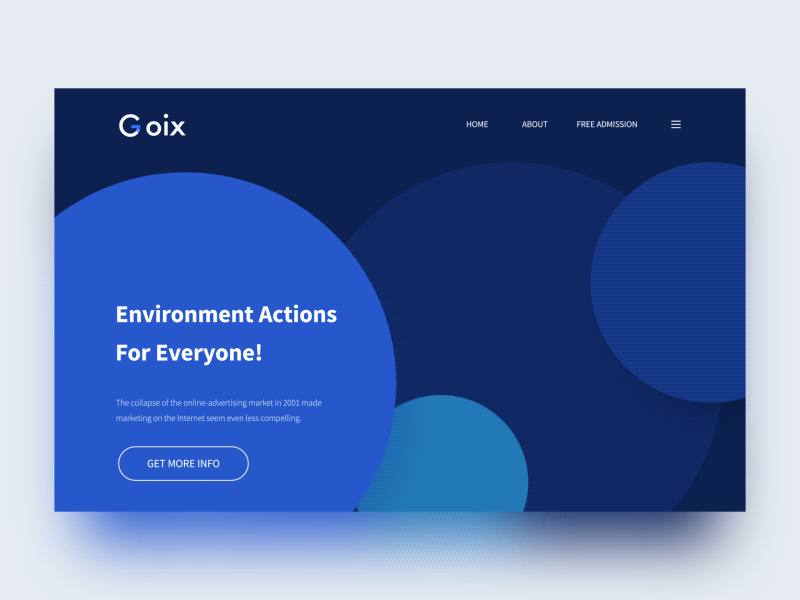 Goix
HOME ABOUT FREE ADMISSION
Environment Actions
For Everyone!
The collapse of the online-advertising market in 2001 made
marketing on the Internet seem even less compelling.
GET MORE INFO